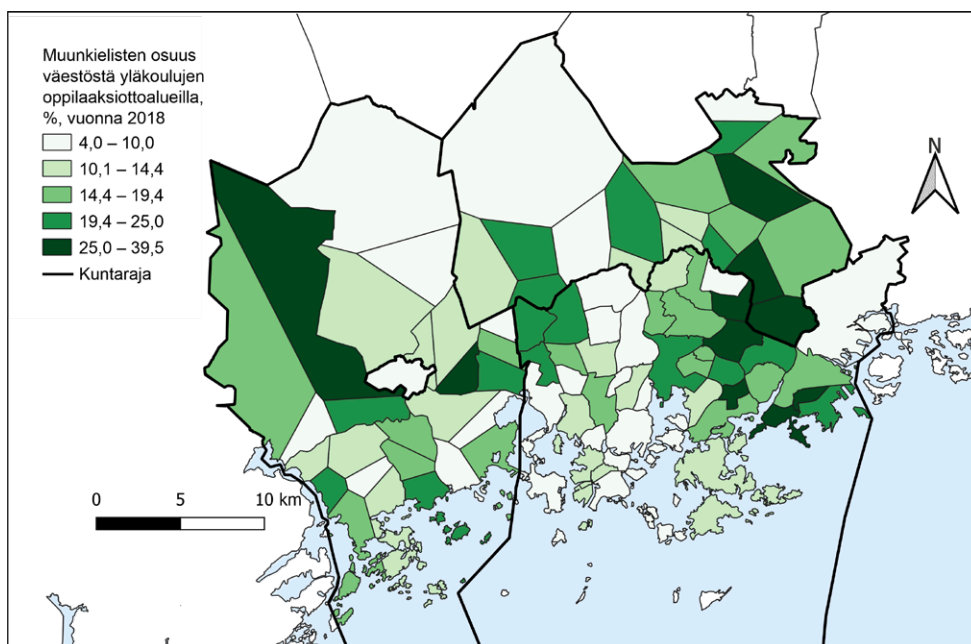 Muunkielisten osuus
väestöstä yläkoulujen
oppilaaksiottoalueilla,
%, vuonna 2018
4,0 – 10,0
10,1 – 14,4
14,4 – 19,4
19,4 – 25,0
25,0 – 39,5
Kuntaraja
N
0 5 10 km